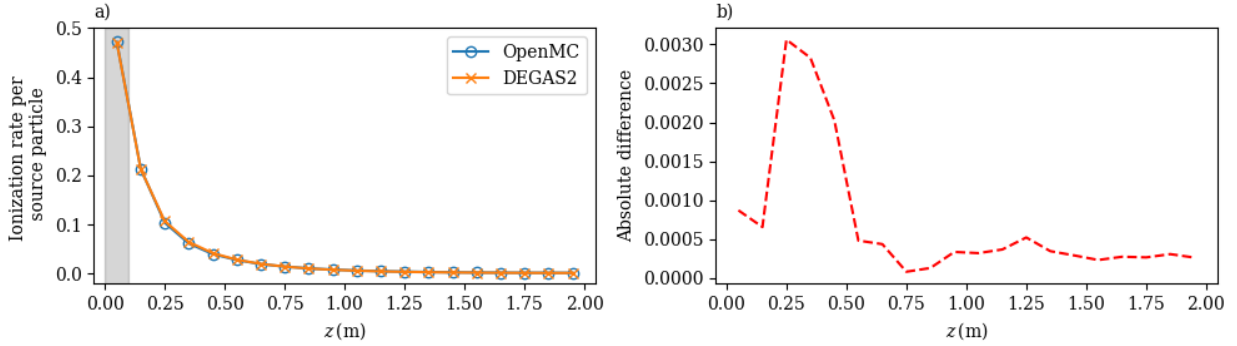 a)
0.5
0.4
0.3
0.2
0.1
0.0
Ionization rate per
source particle
OpenMC
DEGAS2
0.00 0.25 0.50 0.75 1.00 1.25 1.50 1.75 2.00
z (m)
b)
0.0030
0.0025
0.0020
0.0015
0.0010
0.0005
0.0000
Absolute difference
0.00 0.25 0.50 0.75 1.00 1.25 1.50 1.75 2.00
z (m)